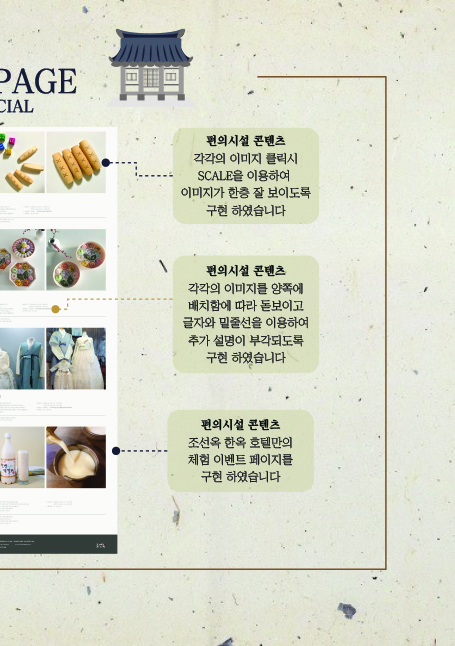 PAGE
CIAL
편의시설 콘텐츠
각각의 이미지 클릭시
SCALE을 이용하여
이미지가 한층 잘 보이도록
구현 하였습니다
편의시설 콘텐츠
각각의 이미지를 양쪽에
배치함에 따라 돋보이고
글자와 밑줄선을 이용하여
추가 설명이 부각되도록
구현 하였습니다
편의시설 콘텐츠
조선옥 한옥 호텔만의
체험 이벤트 페이지를
구현 하였습니다